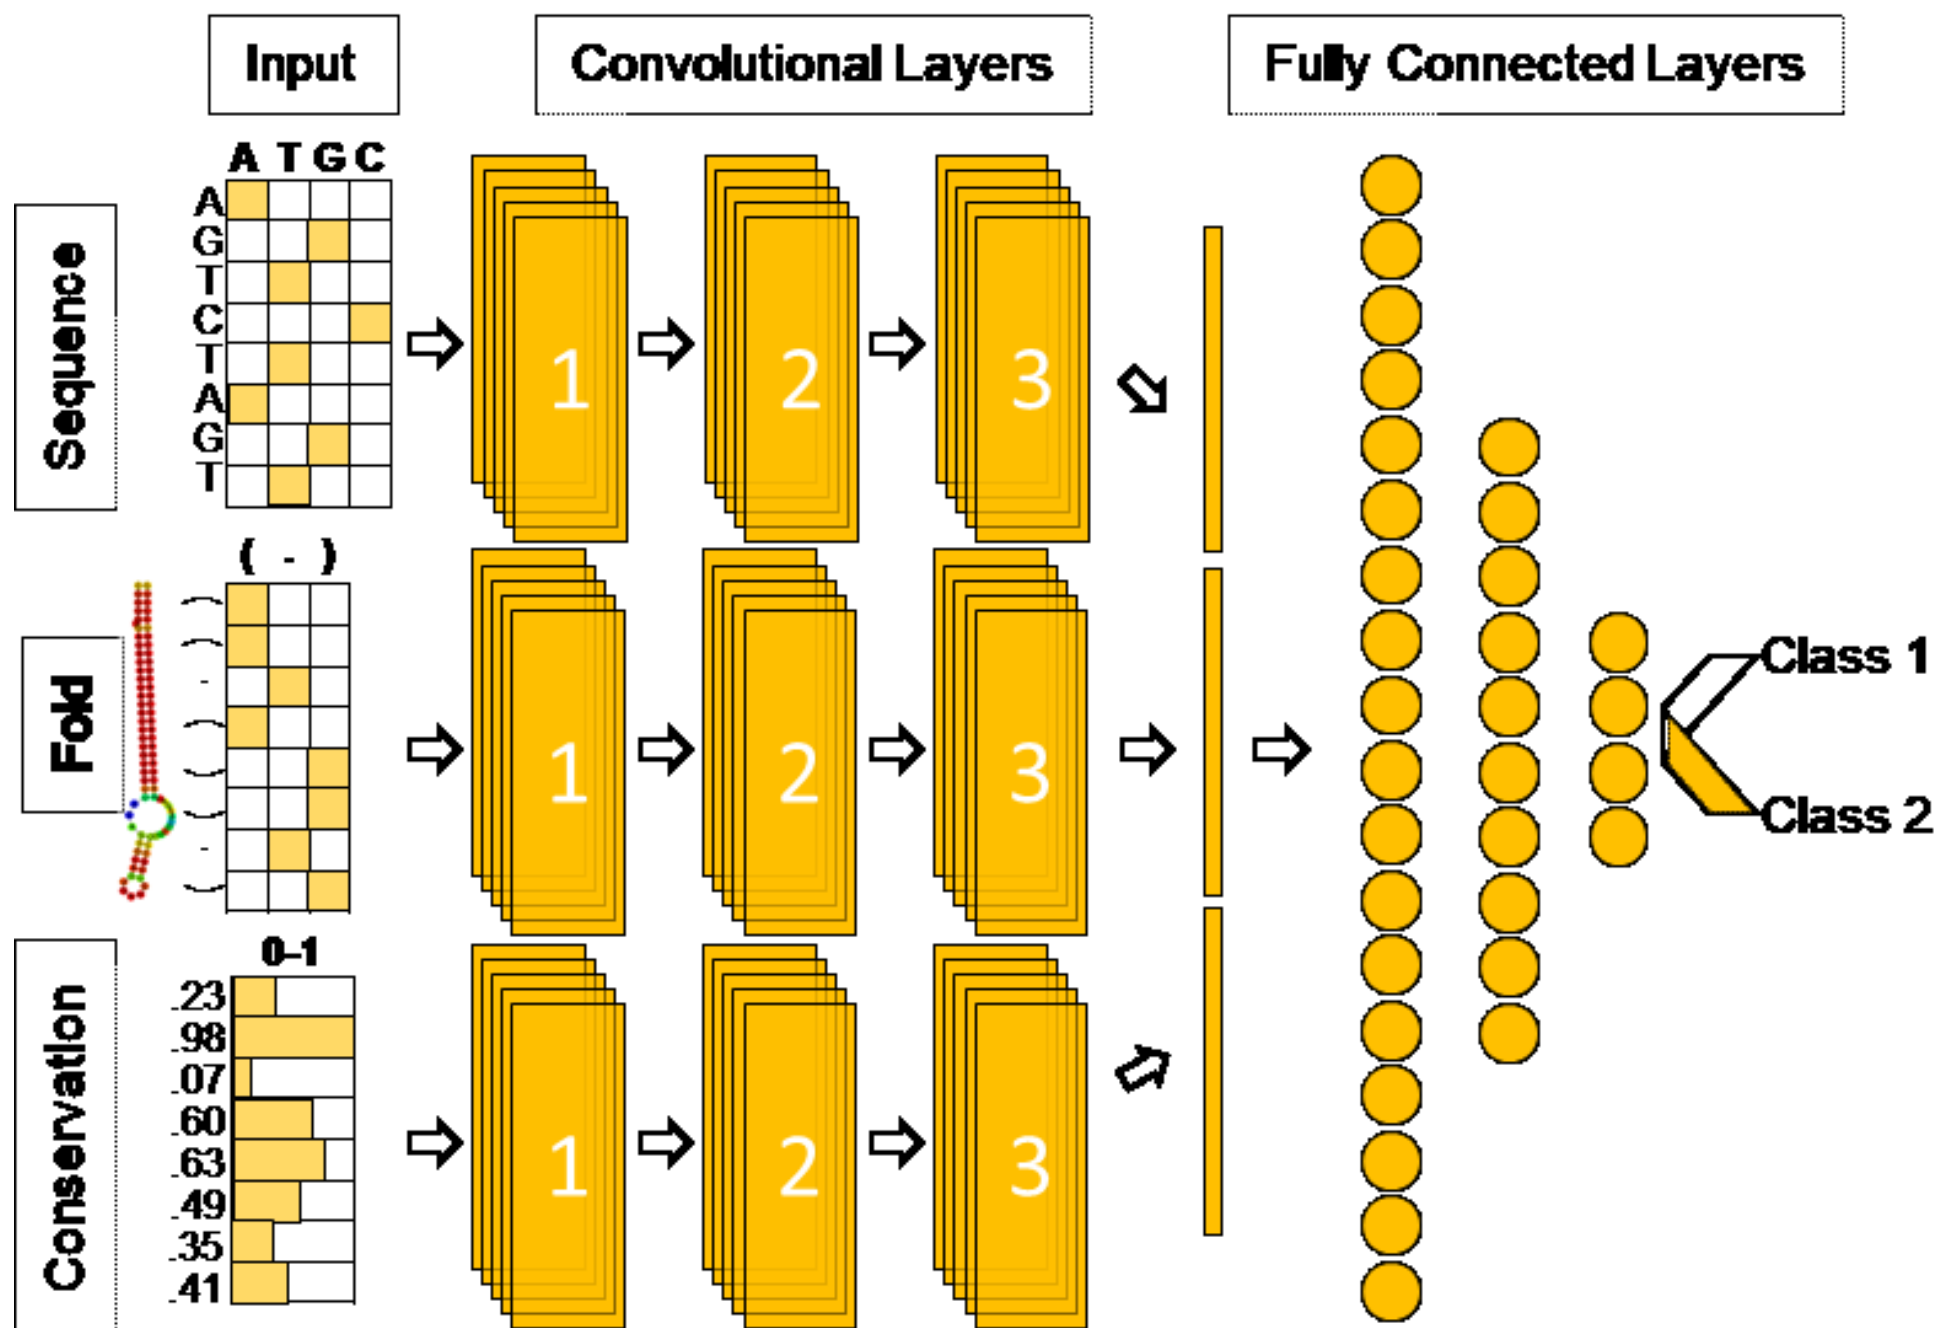 Input
Convolutional Layers
Fully Connected Layers
Sequence
A T G C
A
G
T
C
T
A
G
T
1
2
3
Fold
( - )
(
(
-
(
)
)
-
)
1
2
3
Class 1
Class 2
Conservation
0-1
.23
.98
.07
.60
.63
.49
.35
.41
1
2
3